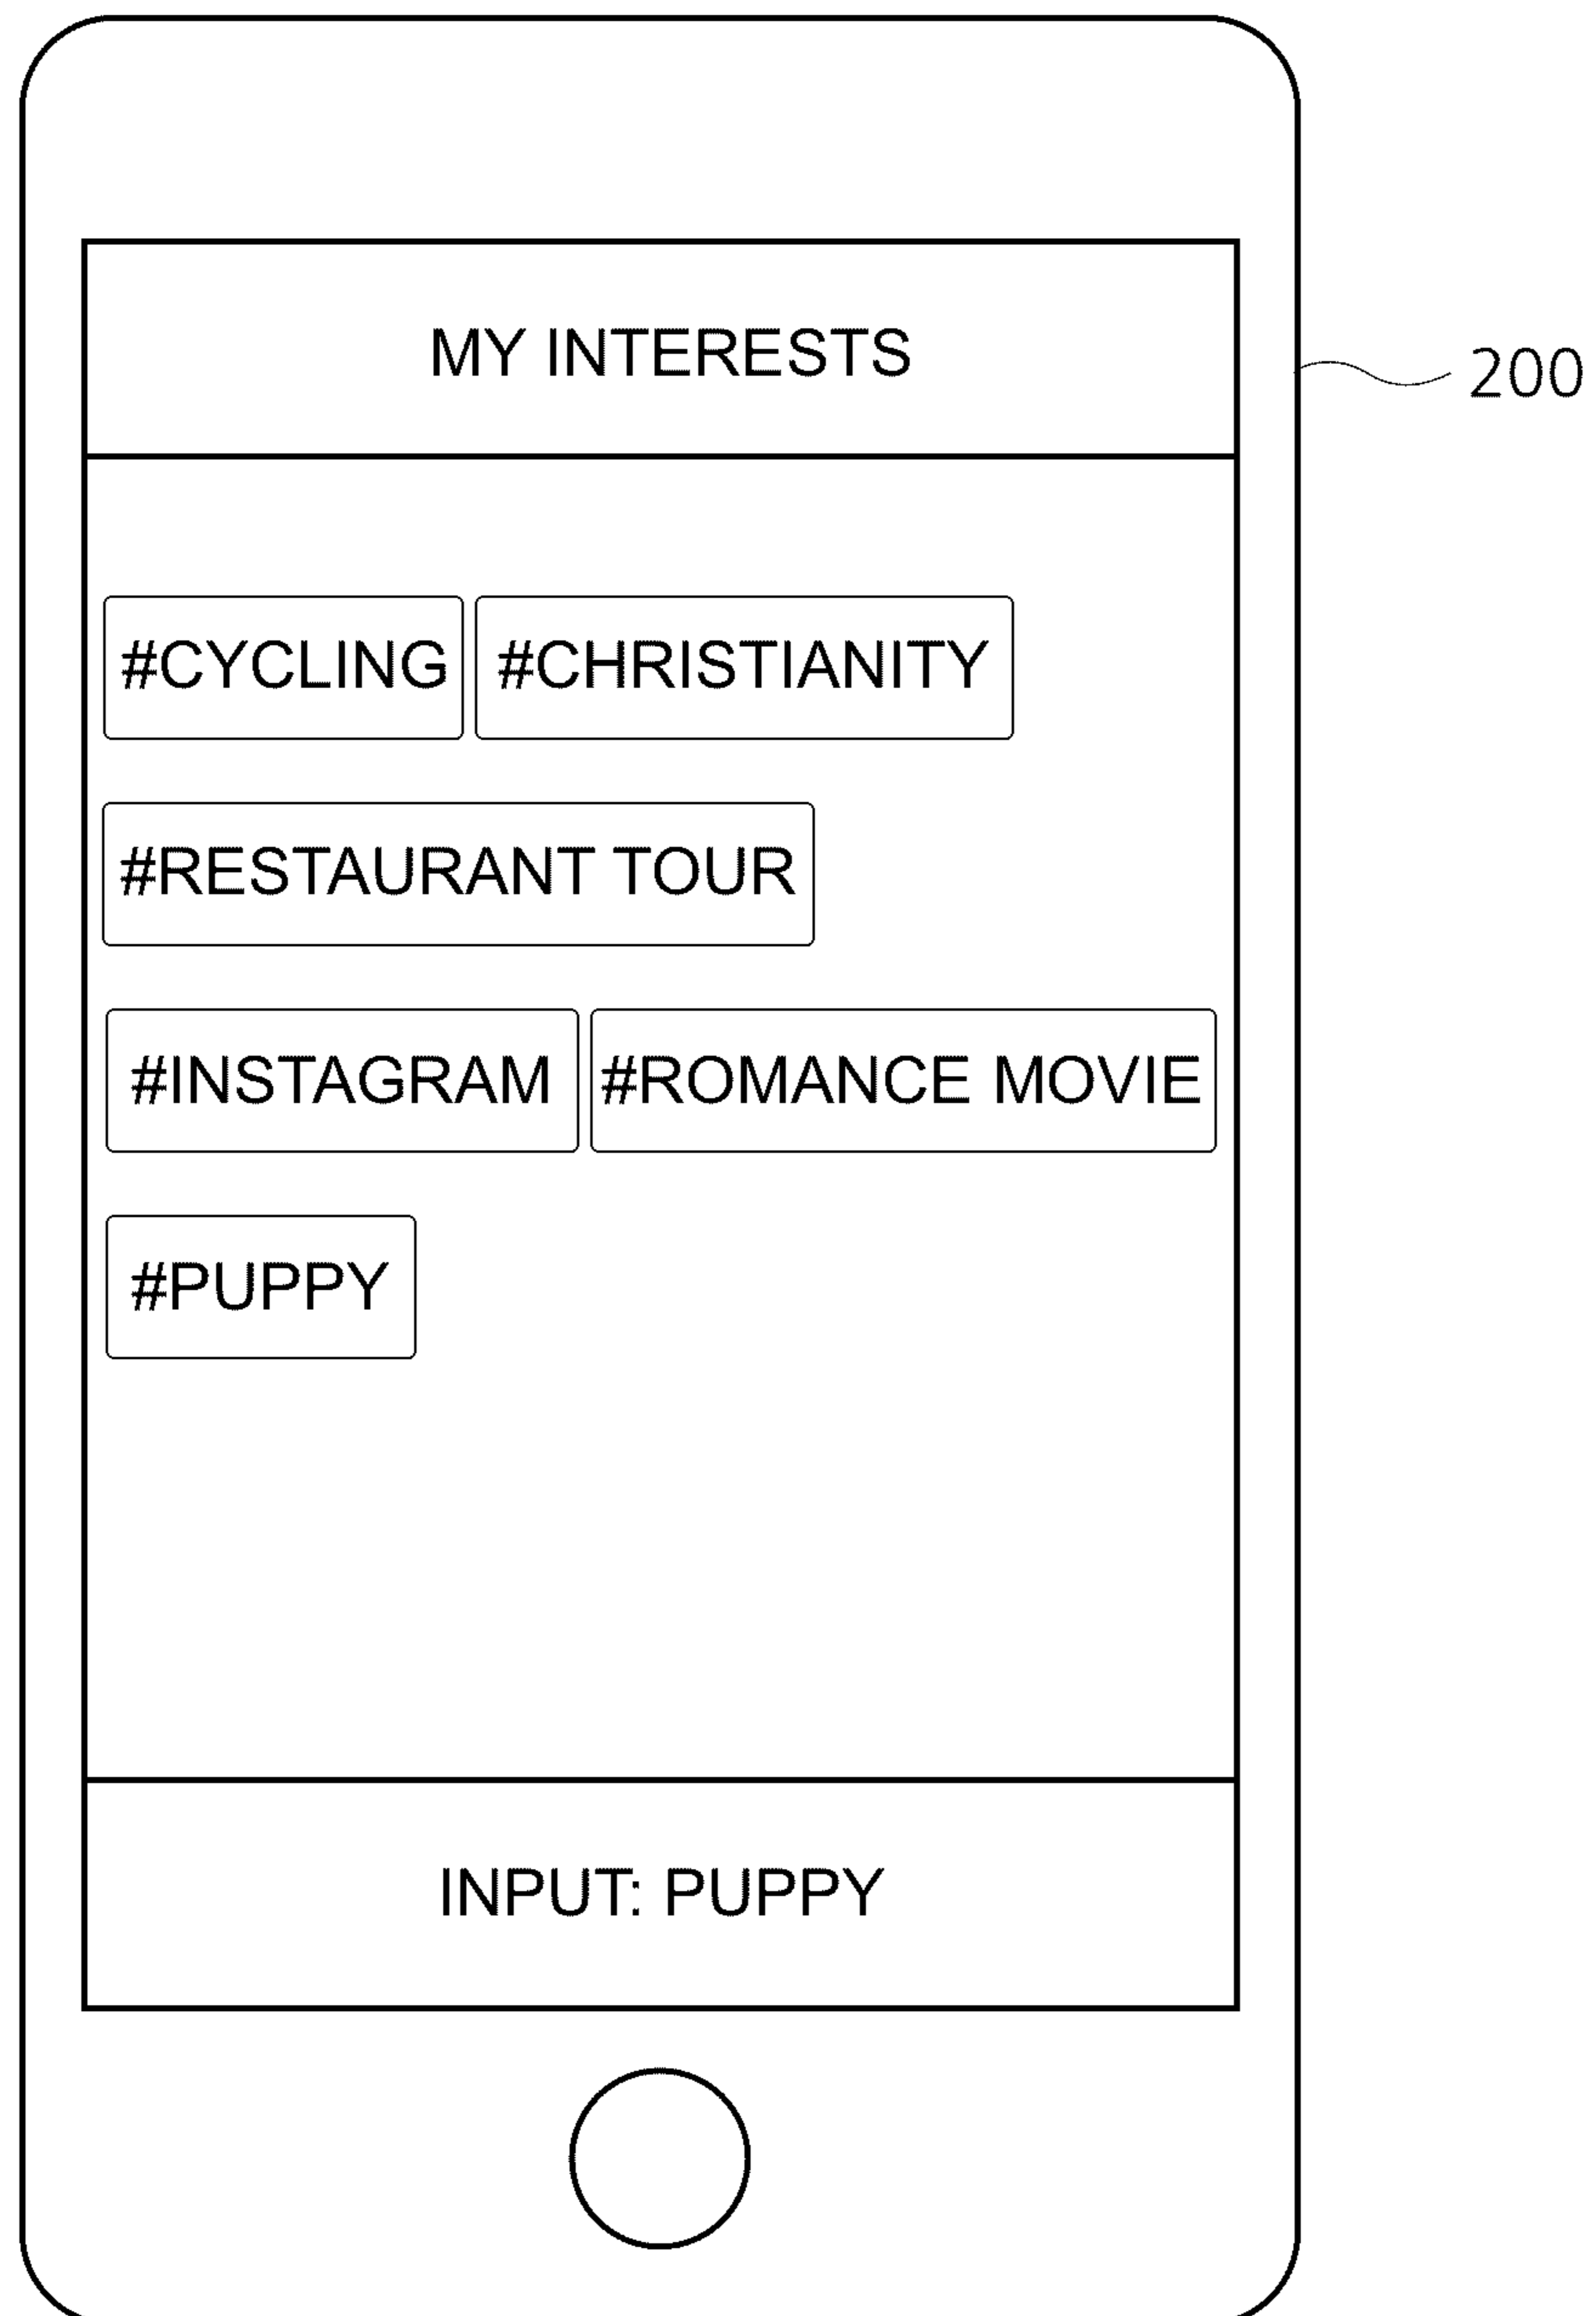 MY INTERESTS
200
#CYCLING #CHRISTIANITY
#RESTAURANT TOUR
#INSTAGRAM #ROMANCE MOVIE
#PUPPY
INPUT: PUPPY